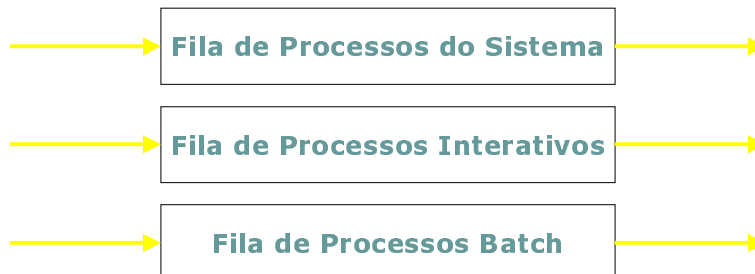 Fila de Processos do Sistema
Fila de Processos Interativos
Fila de Processos Batch